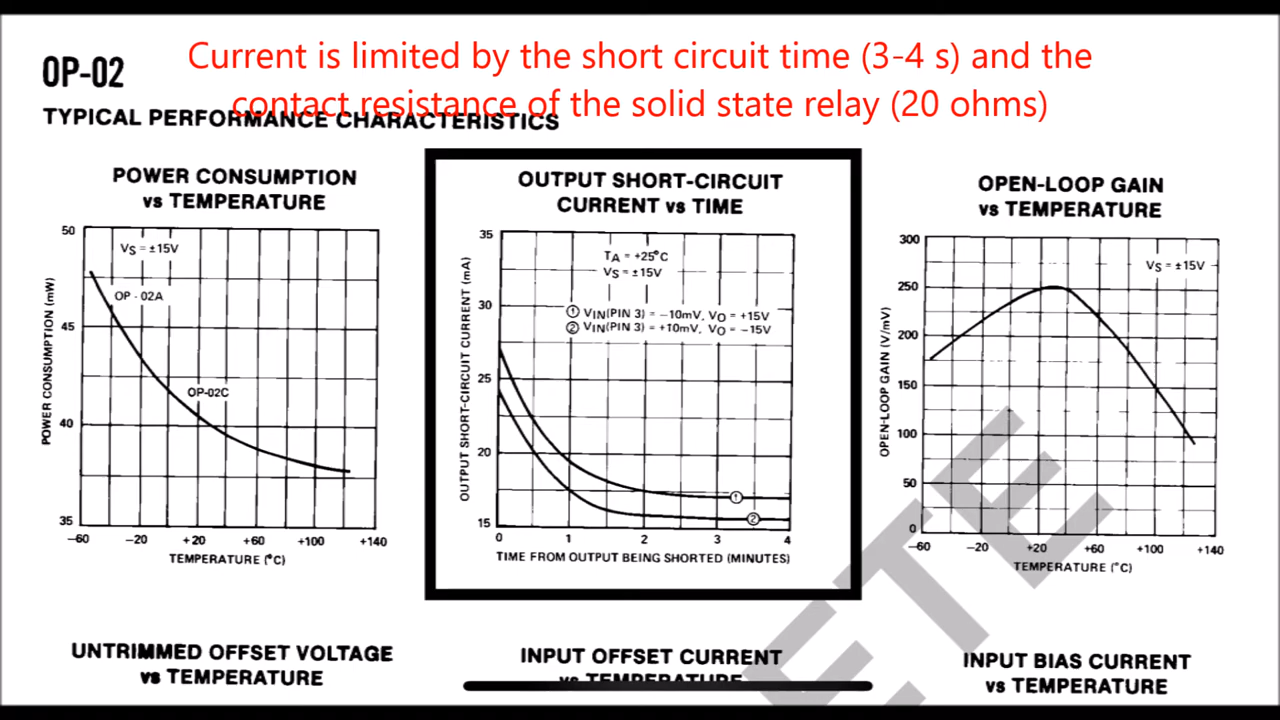 Current is limited by the short circuit time (3-4 s) and the
contact resistance of the solid state relay (20 ohms)
OP-02
TYPICAL PERFORMANCE CHARACTERISTICS
POWER CONSUMPTION
vs TEMPERATURE
50
45
40
35
POWER CONSUMPTION (mW)
VS = ±15V
OP - 02A
OP-02C
-60
-20
+20
+60
+100
+140
TEMPERATURE (°C)
OUTPUT SHORT-CIRCUIT
CURRENT vs TIME
35
30
25
20
15
OUTPUT SHORT-CIRCUIT CURRENT (mA)
TA = +25°C
VS = ±15V
① VIN(PIN 3) = -10mV, VO = +15V
② VIN(PIN 3) = +10mV, VO = -15V
①
②
0
1
2
3
4
TIME FROM OUTPUT BEING SHORTED (MINUTES)
OPEN-LOOP GAIN
vs TEMPERATURE
300
250
200
150
100
50
0
OPEN-LOOP GAIN (V/mV)
VS = ±15V
-60
-20
+20
+60
+100
+140
TEMPERATURE (°C)
ETE
UNTRIMMED OFFSET VOLTAGE
vs TEMPERATURE
INPUT OFFSET CURRENT
vs TEMPERATURE
INPUT BIAS CURRENT
vs TEMPERATURE